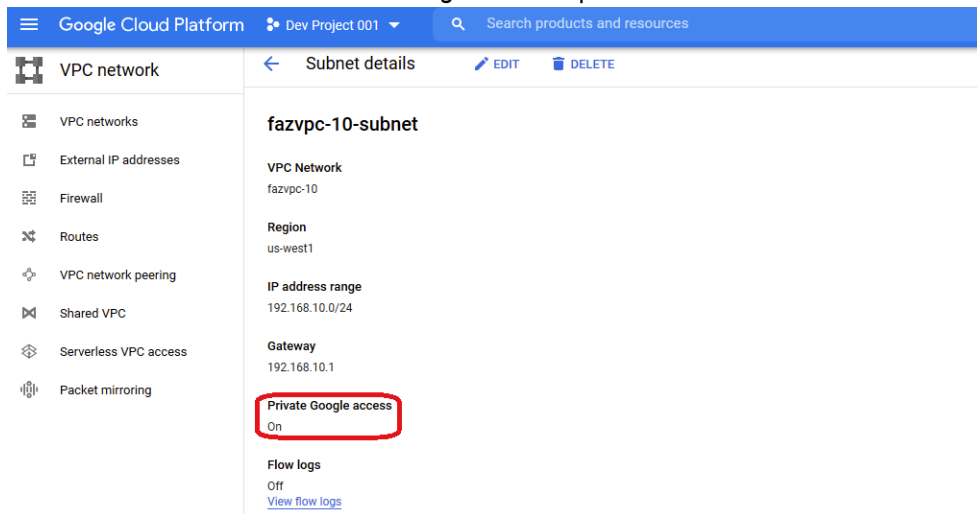 Google Cloud Platform
Dev Project 001
Search products and resources
VPC network
Subnet details
EDIT
DELETE
VPC networks
External IP addresses
Firewall
Routes
VPC network peering
Shared VPC
Serverless VPC access
Packet mirroring
fazvpc-10-subnet
VPC Network
fazvpc-10
Region
us-west1
IP address range
192.168.10.0/24
Gateway
192.168.10.1
Private Google access
On
Flow logs
Off
View flow logs